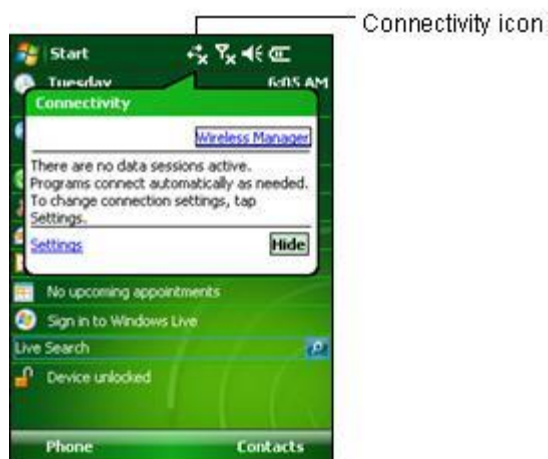 Connectivity icon
Start
Tuesday 6:05 AM
Connectivity
Wireless Manager
There are no data sessions active.
Programs connect automatically as needed.
To change connection settings, tap
Settings.
Settings Hide
No upcoming appointments
Sign in to Windows Live
Live Search
Device unlocked
Phone Contacts